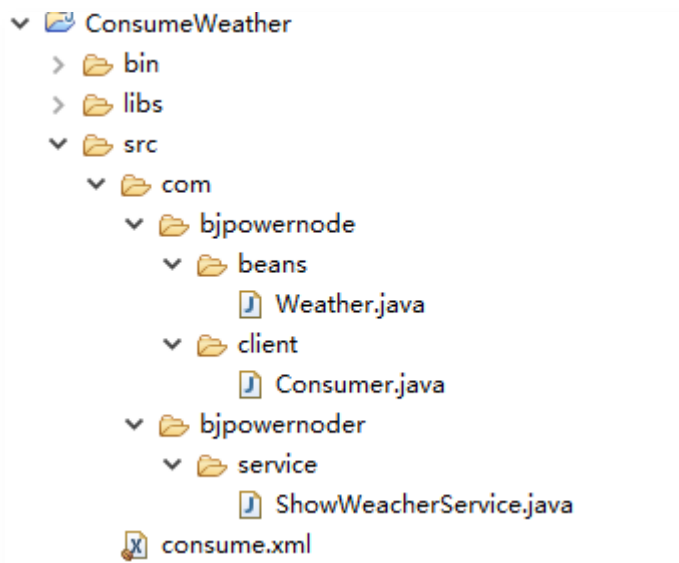 ConsumeWeather
bin
libs
src
com
bjpowernode
beans
Weather.java
client
Consumer.java
bjpowernoder
service
ShowWeacherService.java
consume.xml